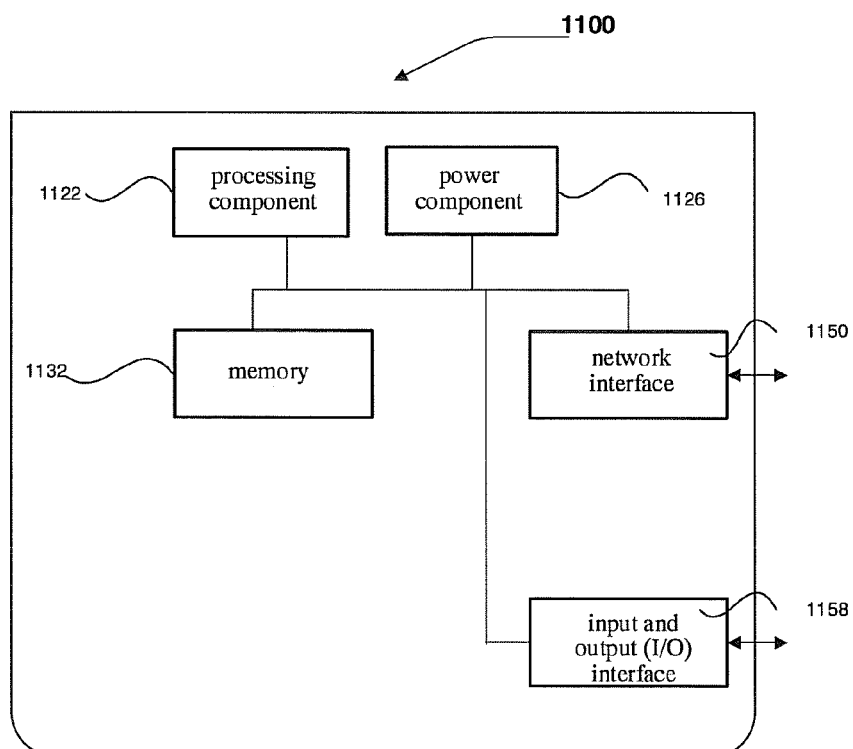 1100
1122
processing
component
power
component
1126
1132
memory
network
interface
1150
input and
output (I/O)
interface
1158